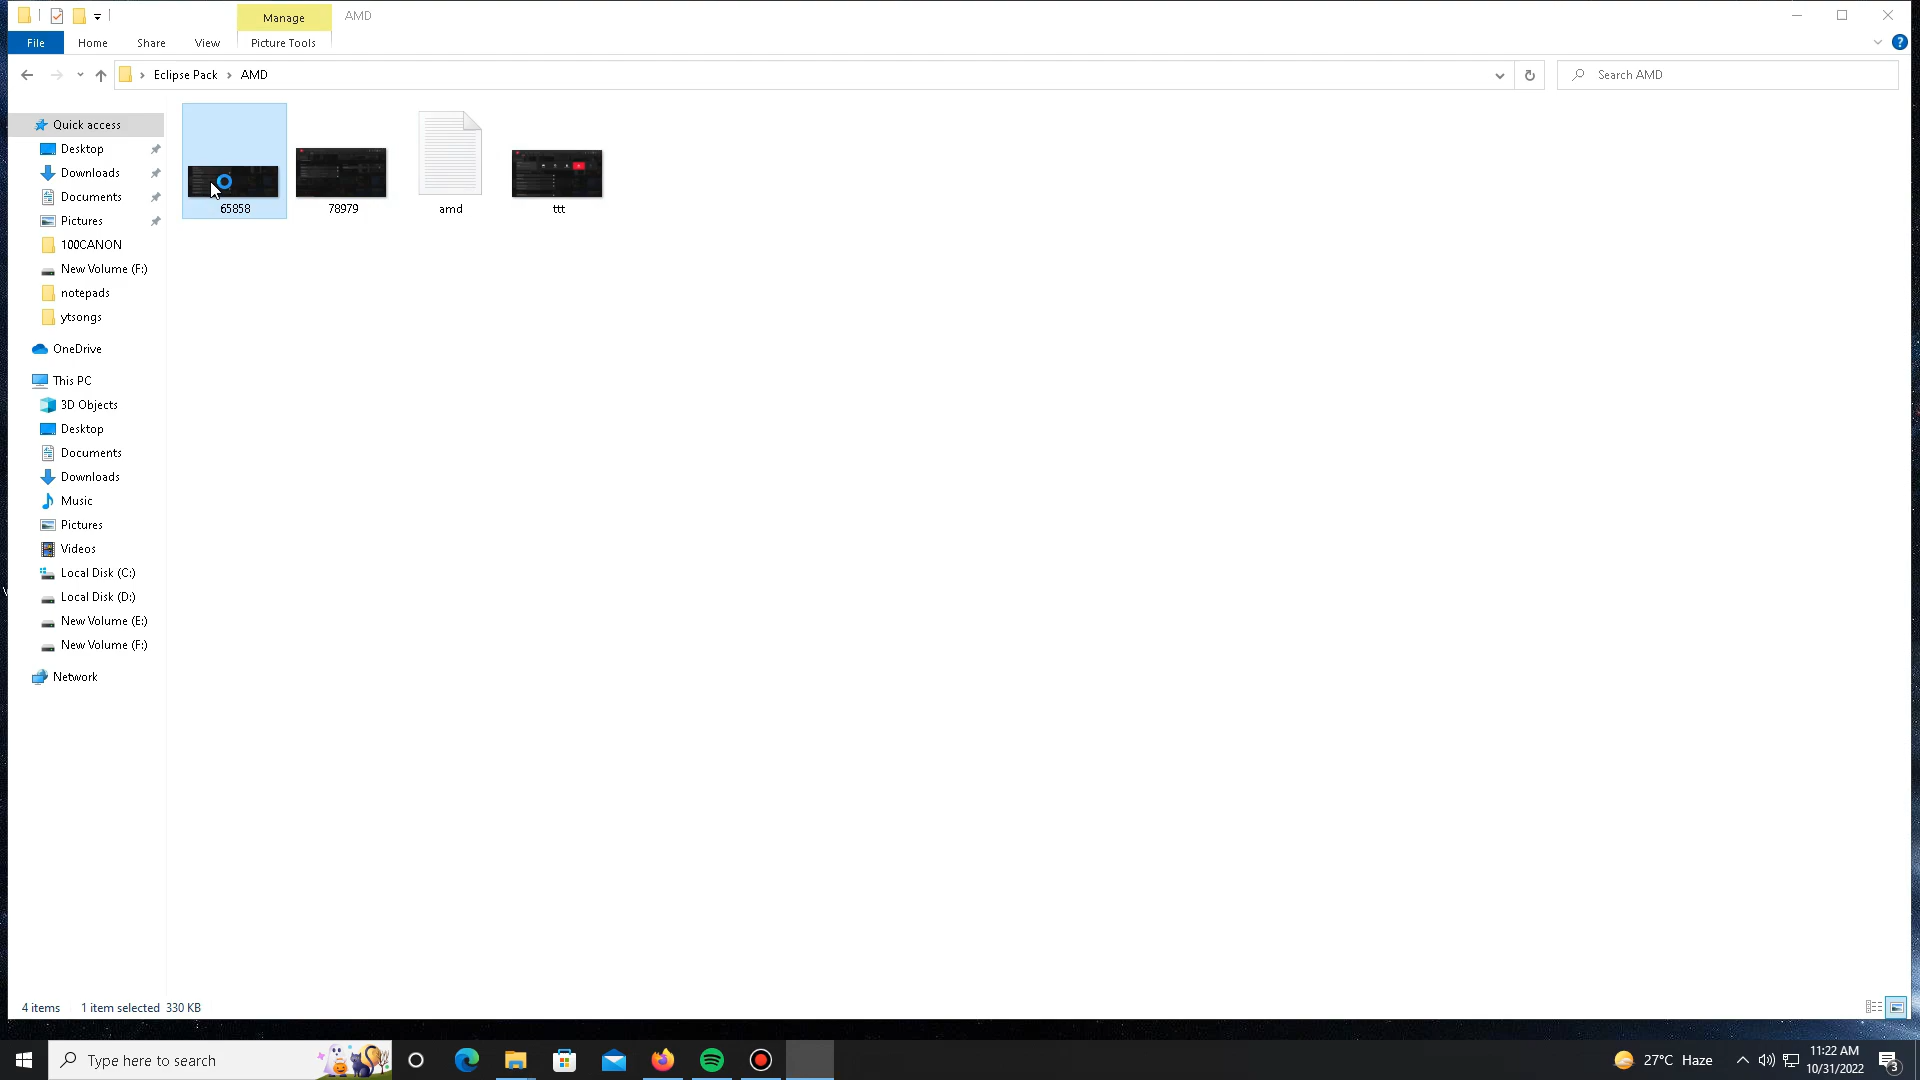 Manage
AMD
File
Home
Share
View
Picture Tools
Eclipse Pack
AMD
Search AMD
Quick access
Desktop
Downloads
Documents
Pictures
100CANON
New Volume (F:)
notepads
ytsongs
OneDrive
This PC
3D Objects
Desktop
Documents
Downloads
Music
Pictures
Videos
Local Disk (C:)
Local Disk (D:)
New Volume (E:)
New Volume (F:)
Network
65858
78979
amd
ttt
4 items
1 item selected 330 KB
Type here to search
27°C Haze
11:22 AM
10/31/2022
3